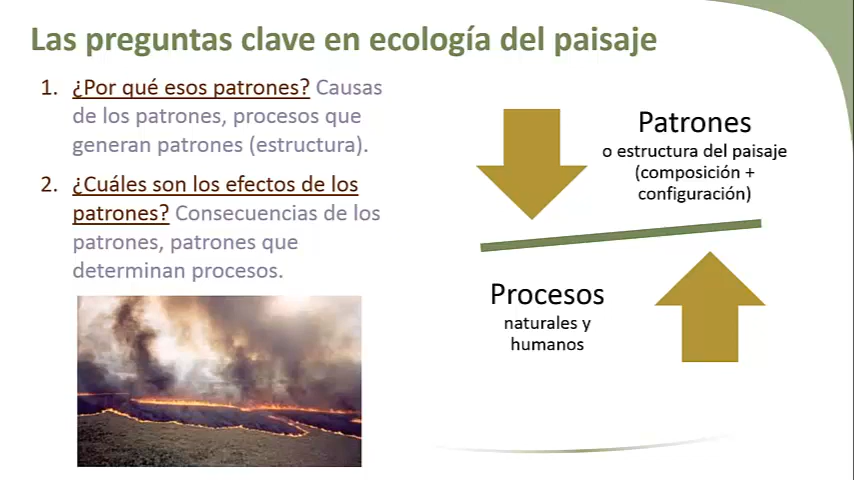 Las preguntas clave en ecología del paisaje
1. ¿Por qué esos patrones? Causas
de los patrones, procesos que
generan patrones (estructura).
2. ¿Cuáles son los efectos de los
patrones? Consecuencias de los
patrones, patrones que
determinan procesos.
Patrones
o estructura del paisaje
(composición +
configuración)
Procesos
naturales y
humanos